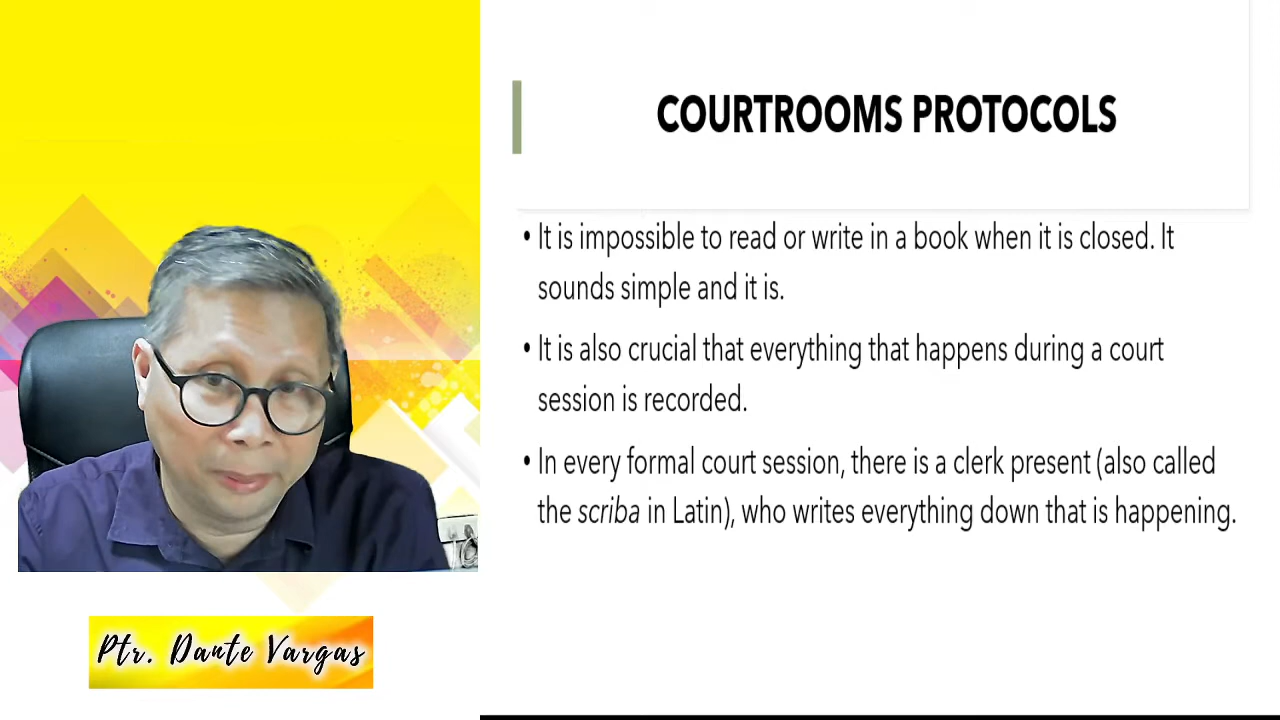 COURTROOMS PROTOCOLS
• It is impossible to read or write in a book when it is closed. It
sounds simple and it is.
• It is also crucial that everything that happens during a court
session is recorded.
• In every formal court session, there is a clerk present (also called
the scriba in Latin), who writes everything down that is happening.
Ptr. Dante Vargas